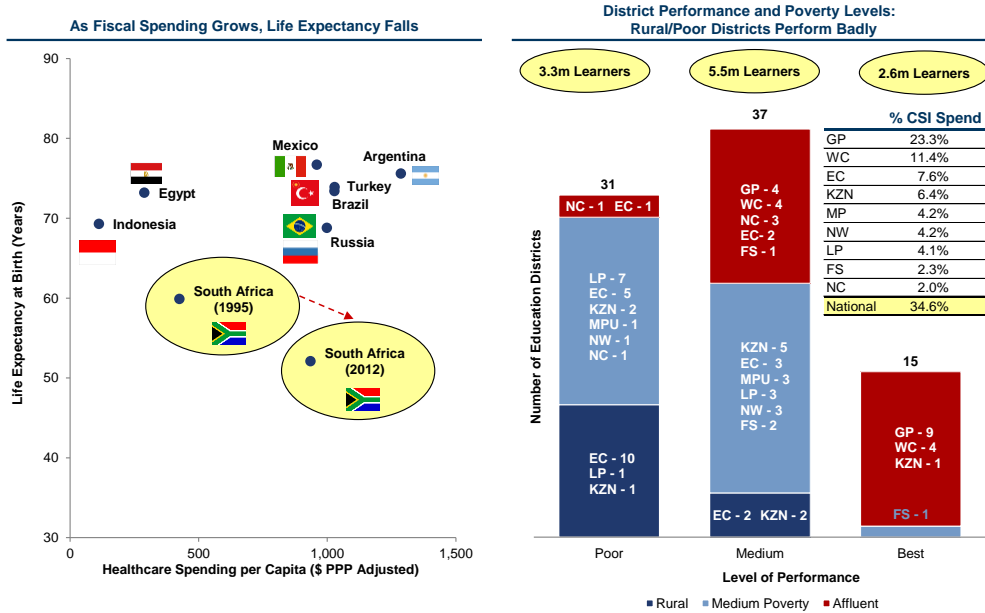 As Fiscal Spending Grows, Life Expectancy Falls
Life Expectancy at Birth (Years)
90
80
70
60
50
40
30
Mexico
Argentina
Egypt
Turkey
Brazil
Indonesia
Russia
South Africa
(1995)
South Africa
(2012)
0
500
1,000
1,500
Healthcare Spending per Capita ($ PPP Adjusted)
District Performance and Poverty Levels:
Rural/Poor Districts Perform Badly
3.3m Learners
5.5m Learners
2.6m Learners
Number of Education Districts
31
NC - 1 EC - 1
LP - 7
EC - 5
KZN - 2
MPU - 1
NW - 1
NC - 1
EC - 10
LP - 1
KZN - 1
37
GP - 4
WC - 4
NC - 3
EC- 2
FS - 1
KZN - 5
EC - 3
MPU - 3
LP - 3
NW - 3
FS - 2
EC - 2 KZN - 2
% CSI Spend
GP 23.3%
WC 11.4%
EC 7.6%
KZN 6.4%
MP 4.2%
NW 4.2%
LP 4.1%
FS 2.3%
NC 2.0%
National 34.6%
15
GP - 9
WC - 4
KZN - 1
FS - 1
Poor
Medium
Best
Level of Performance
Rural
Medium Poverty
Affluent